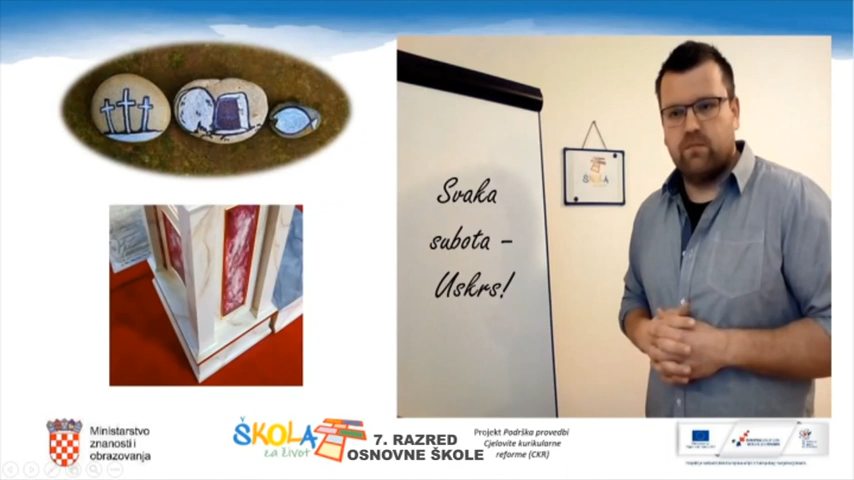 Svaka
subota –
Uskrs!
ŠKOLA
Ministarstvo
znanosti i
obrazovanja
ŠKOLA
za život
7. RAZRED
OSNOVNE ŠKOLE
Projekt Podrška provedbi
Cjelovite kurikularne
reforme (CKR)